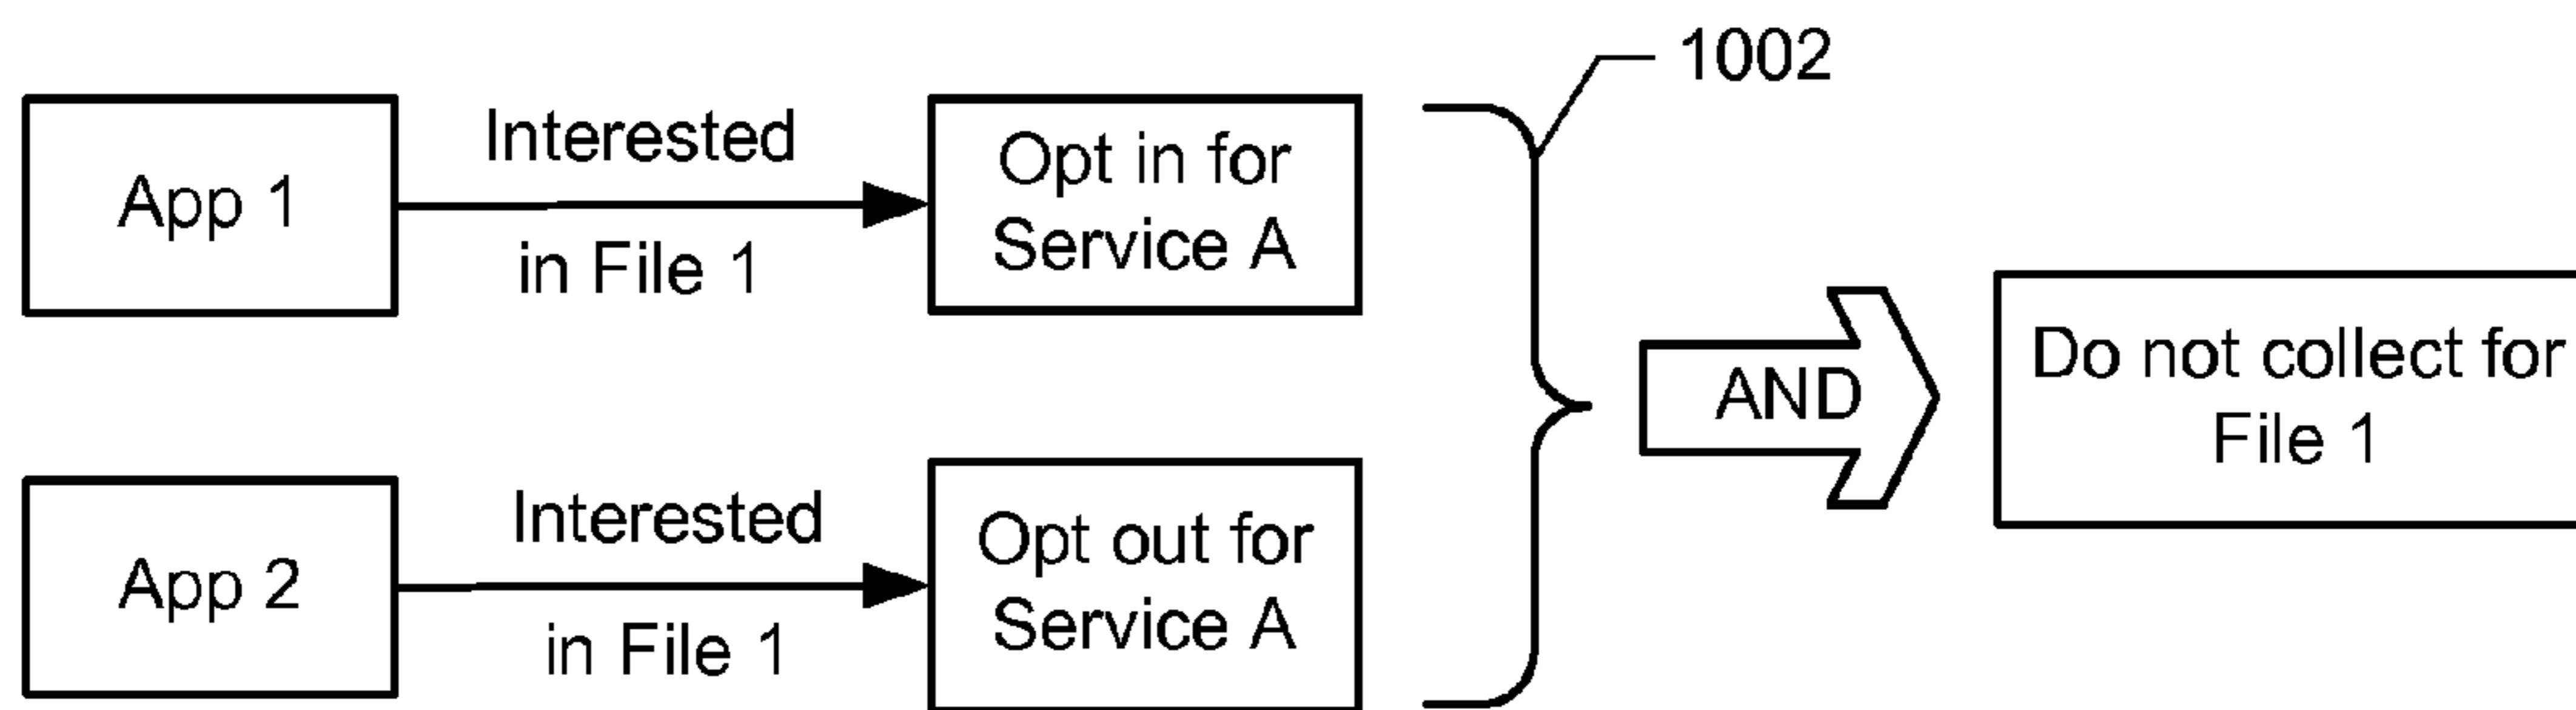 1002
App 1
Interested
in File 1
Opt in for
Service A
AND
Do not collect for
File 1
App 2
Interested
in File 1
Opt out for
Service A